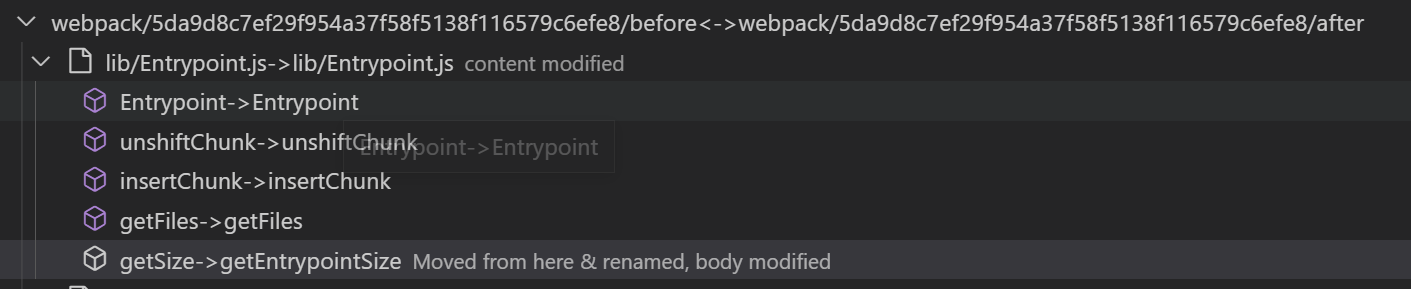 webpack/5da9d8c7ef29f954a37f58f5138f116579c6efe8/before<->webpack/5da9d8c7ef29f954a37f58f5138f116579c6efe8/after
lib/Entrypoint.js->lib/Entrypoint.js content modified
Entrypoint->Entrypoint
unshiftChunk->unshiftChunk
Entrypoint->Entrypoint
insertChunk->insertChunk
getFiles->getFiles
getSize->getEntrypointSize Moved from here & renamed, body modified